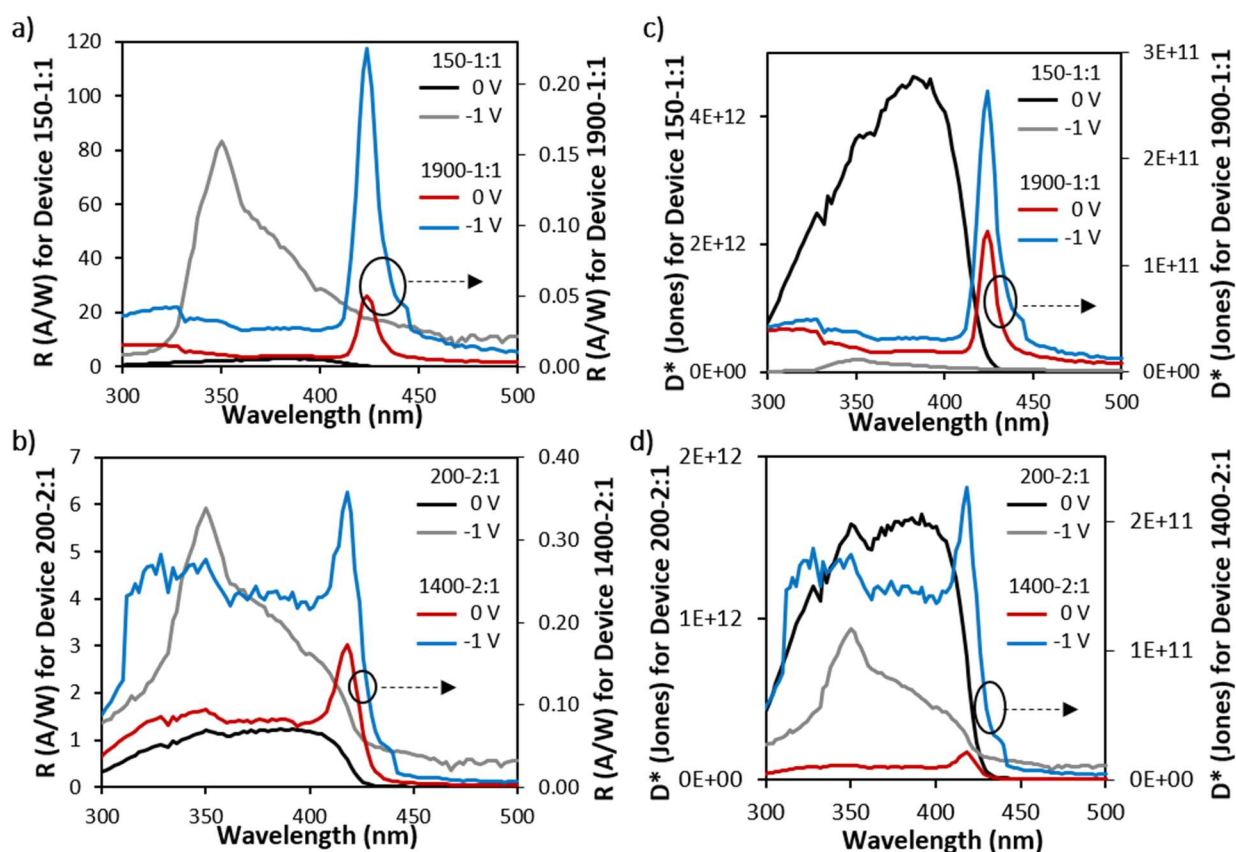 a)
R (A/W) for Device 150-1:1
120
100
80
60
40
20
0
300
350
400
450
500
Wavelength (nm)
150-1:1
0 V
-1 V
1900-1:1
0 V
-1 V
0.20
0.15
0.10
0.05
0.00
R (A/W) for Device 1900-1:1
c)
D* (Jones) for Device 150-1:1
4E+12
2E+12
0E+00
300
350
400
450
500
Wavelength (nm)
150-1:1
0 V
-1 V
1900-1:1
0 V
-1 V
3E+11
2E+11
1E+11
0E+00
D* (Jones) for Device 1900-1:1
b)
R (A/W) for Device 200-2:1
7
6
5
4
3
2
1
0
300
350
400
450
500
Wavelength (nm)
200-2:1
0 V
-1 V
1400-2:1
0 V
-1 V
0.40
0.30
0.20
0.10
0.00
R (A/W) for Device 1400-2:1
d)
D* (Jones) for Device 200-2:1
2E+12
1E+12
0E+00
300
350
400
450
500
Wavelength (nm)
200-2:1
0 V
-1 V
1400-2:1
0 V
-1 V
2E+11
1E+11
0E+00
D* (Jones) for Device 1400-2:1